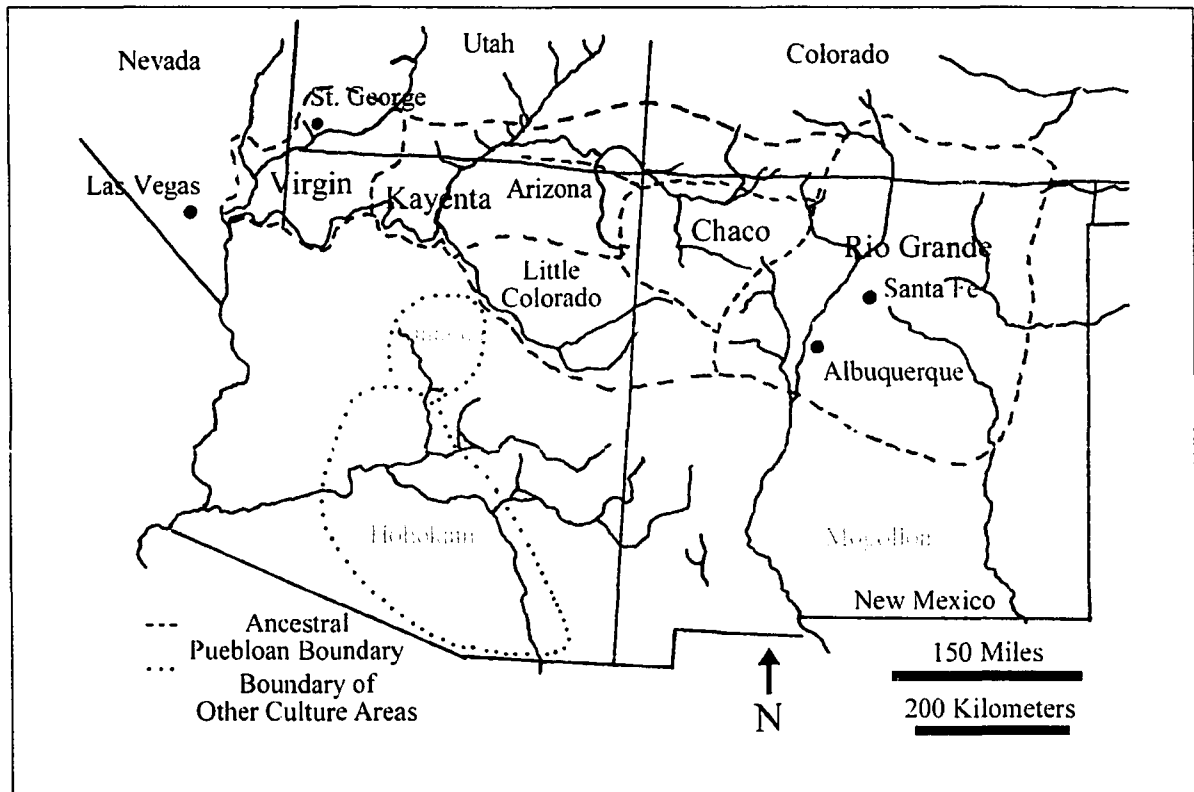 Nevada
Utah
Colorado
St. George
Las Vegas
Virgin
Kayenta
Arizona
Chaco
Rio Grande
Little
Colorado
Santa Fe
Albuquerque
Hohokam
Mogollon
New Mexico
Ancestral
Puebloan Boundary
Boundary of
Other Culture Areas
N
150 Miles
200 Kilometers